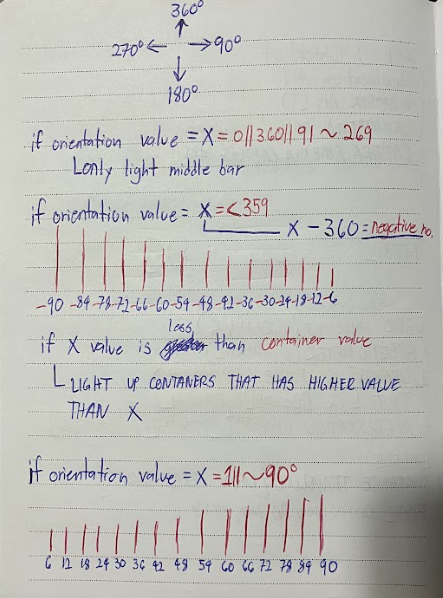 360°
270° 90°
180°
if orientation value = X = 0||360||91 ~ 269
only light middle bar
if orientation value = X = <359
X - 360 = negative no.
-90 -84 -78 -72 -66 -60 -54 -48 -42 -36 -30 -24 -18 -12 -6
less
if X value is than container value
LIGHT UP CONTANERS THAT HAS HIGHER VALUE
THAN X
if orientation value = X = 1||~90°
6 12 18 24 30 36 42 48 54 60 66 72 78 84 90